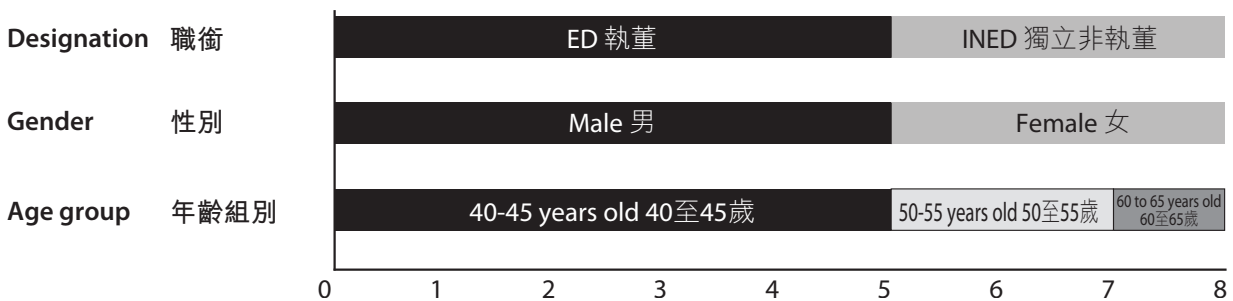 Designation 職銜 ED 執董 INED 獨立非執董
Gender 性別 Male 男 Female 女
Age group 年齡組別 40-45 years old 40至45歲 50-55 years old 50至55歲 60 to 65 years old
60至65歲
0 1 2 3 4 5 6 7 8